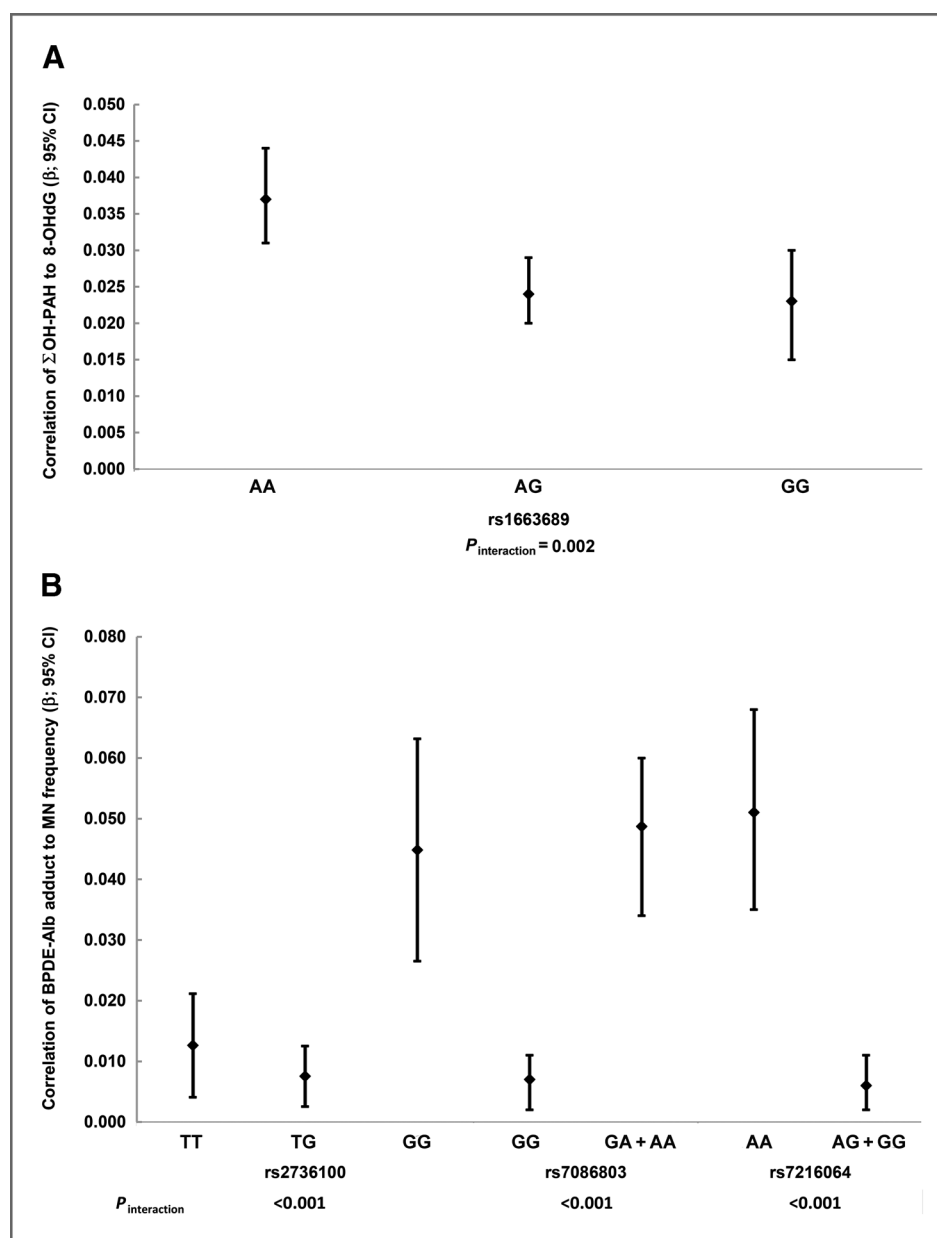 A
Correlation of ΣOH-PAH to 8-OHdG (β; 95% CI)
0.050
0.045
0.040
0.035
0.030
0.025
0.020
0.015
0.010
0.005
0.000
AA AG GG
rs1663689
P interaction = 0.002
B
Correlation of BPDE-Alb adduct to MN frequency (β; 95% CI)
0.080
0.070
0.060
0.050
0.040
0.030
0.020
0.010
0.000
TT TG GG GG GA + AA AA AG + GG
rs2736100 rs7086803 rs7216064
P interaction <0.001 <0.001 <0.001